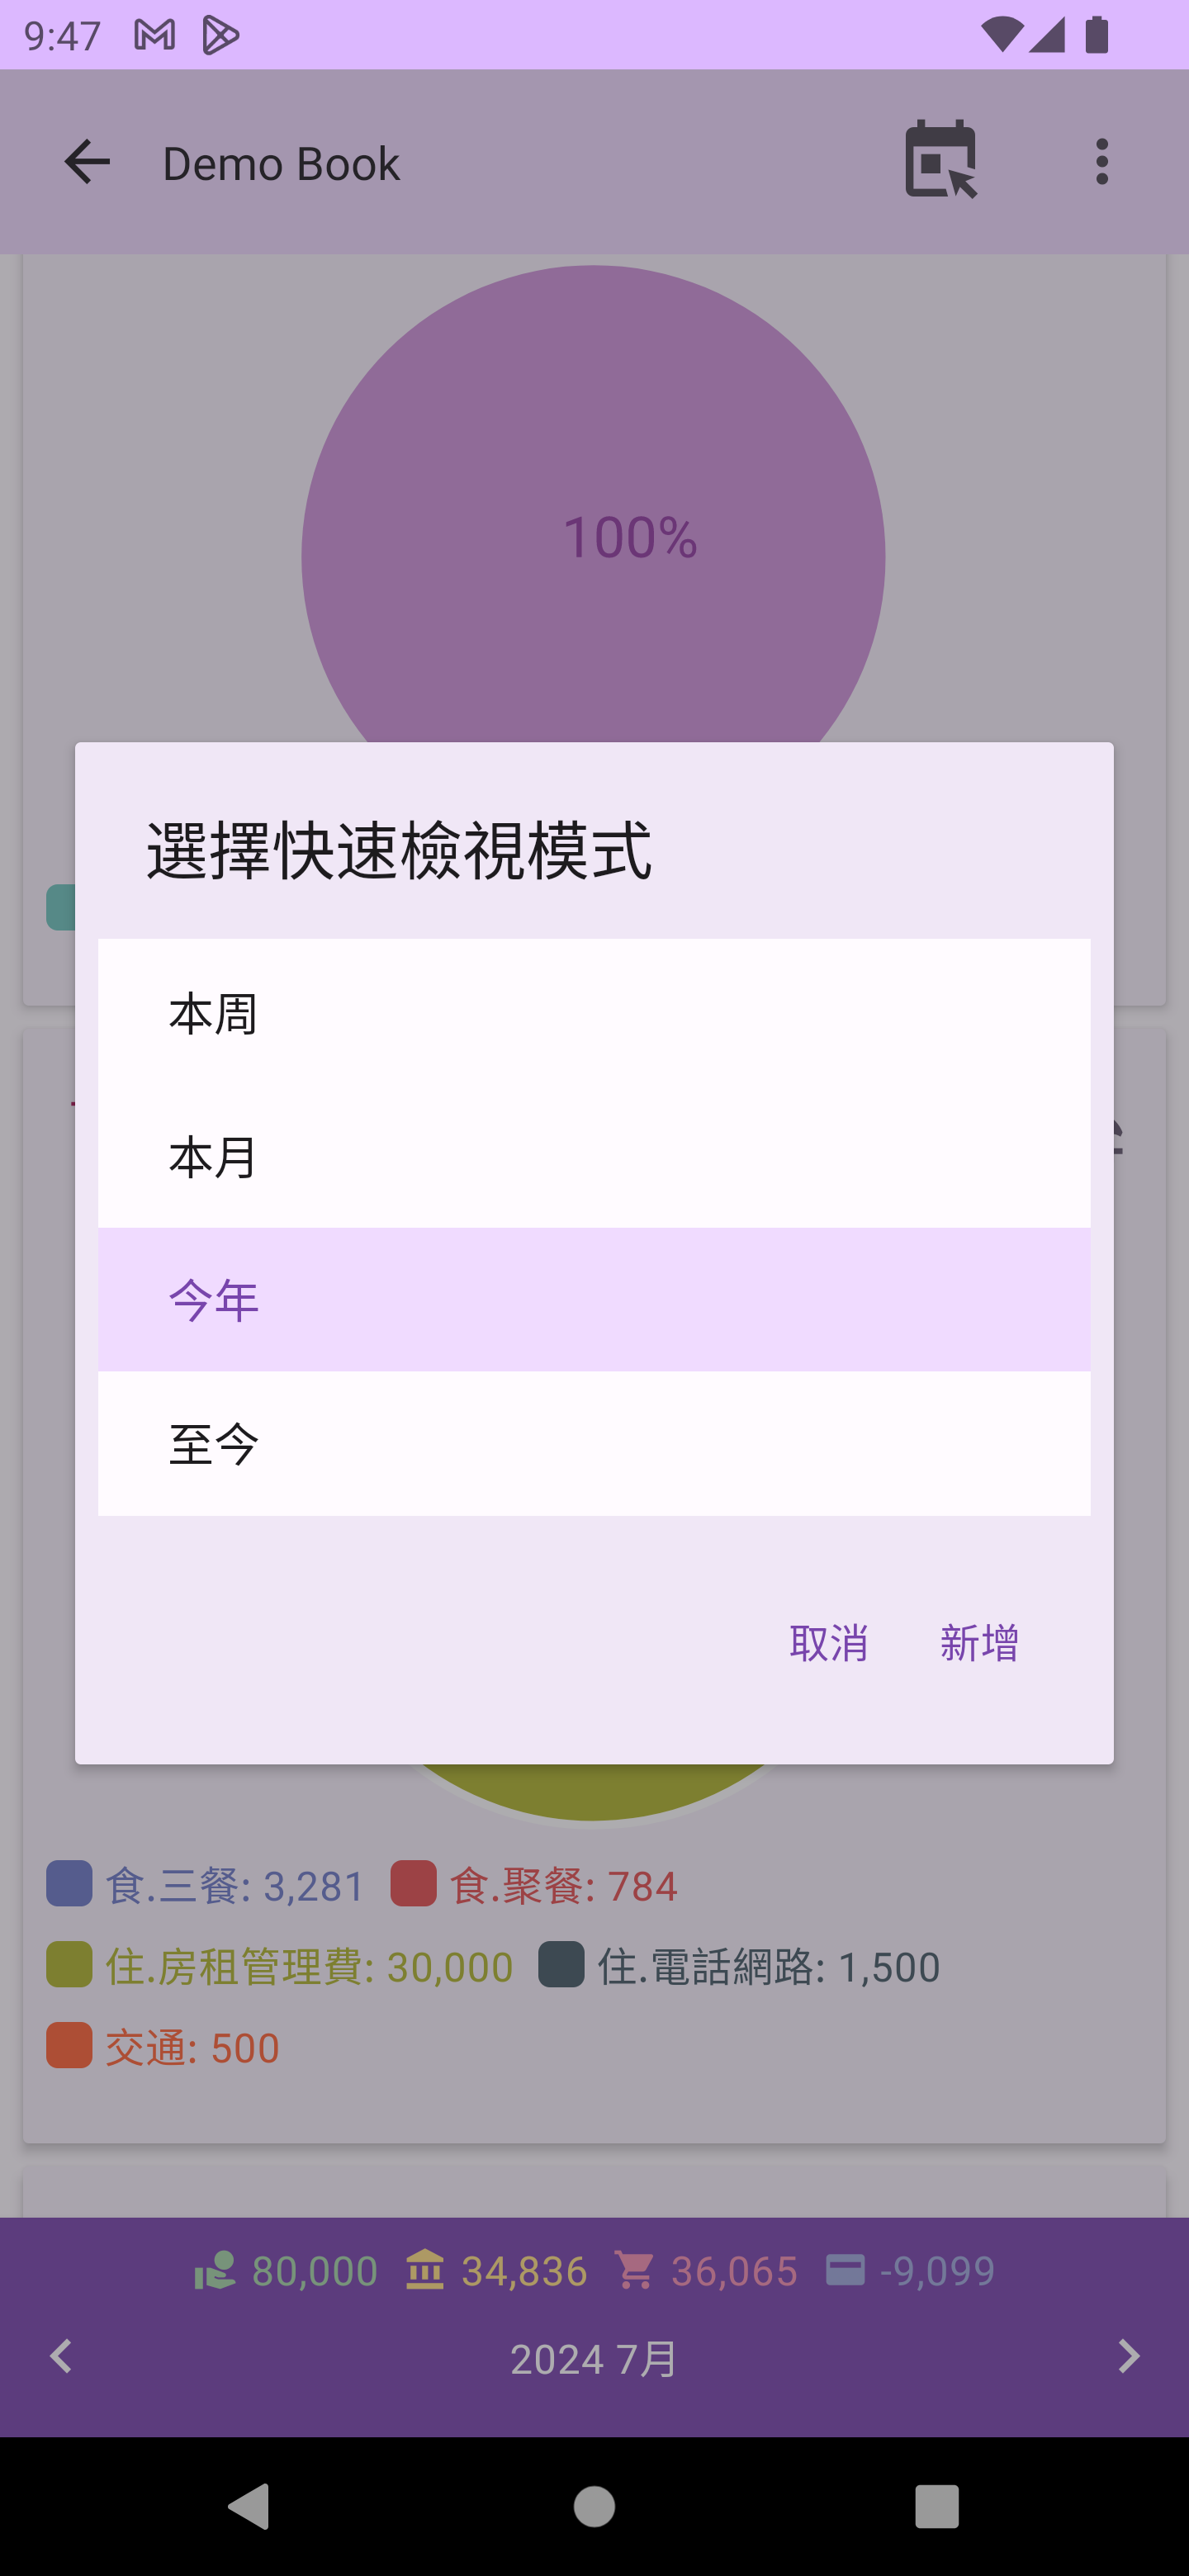 9:47
Demo Book
100%
選擇快速檢視模式
本周
本月
今年
至今
取消 新增
食.三餐: 3,281 食.聚餐: 784
住.房租管理費: 30,000 住.電話網路: 1,500
交通: 500
80,000 34,836 36,065 -9,099
2024 7月